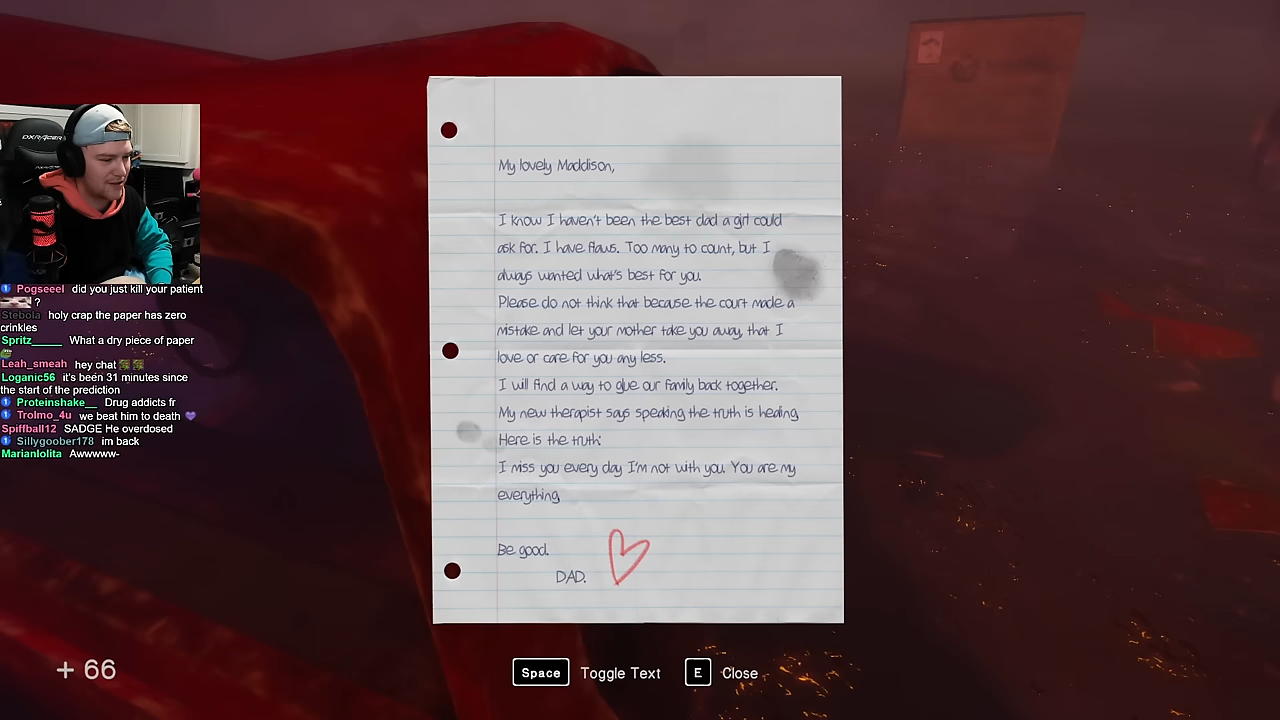 My lovely Maddison,
I know I haven't been the best dad a girl could
ask for. I have flaws. Too many to count, but I
always wanted what's best for you.
Please do not think that because the court made a
mistake and let your mother take you away, that I
love or care for you any less.
I will find a way to glue our family back together.
My new therapist says speaking the truth is healing
Here is the truth:
I miss you every day I'm not with you. You are my
everything
Be good.
DAD.
DXRACER
Pogseeel did you just kill your patient
?
Stebola holy crap the paper has zero
crinkles
Spritz_____ What a dry piece of paper
Leah_smeah hey chat
Loganic56 it's been 31 minutes since
the start of the prediction
Proteinshake__ Drug addicts fr
Trolmo_4u we beat him to death
Spiffball12 SADGE He overdosed
Sillygoober178 im back
Marianlolita Awwwww-
+ 66
Space Toggle Text E Close